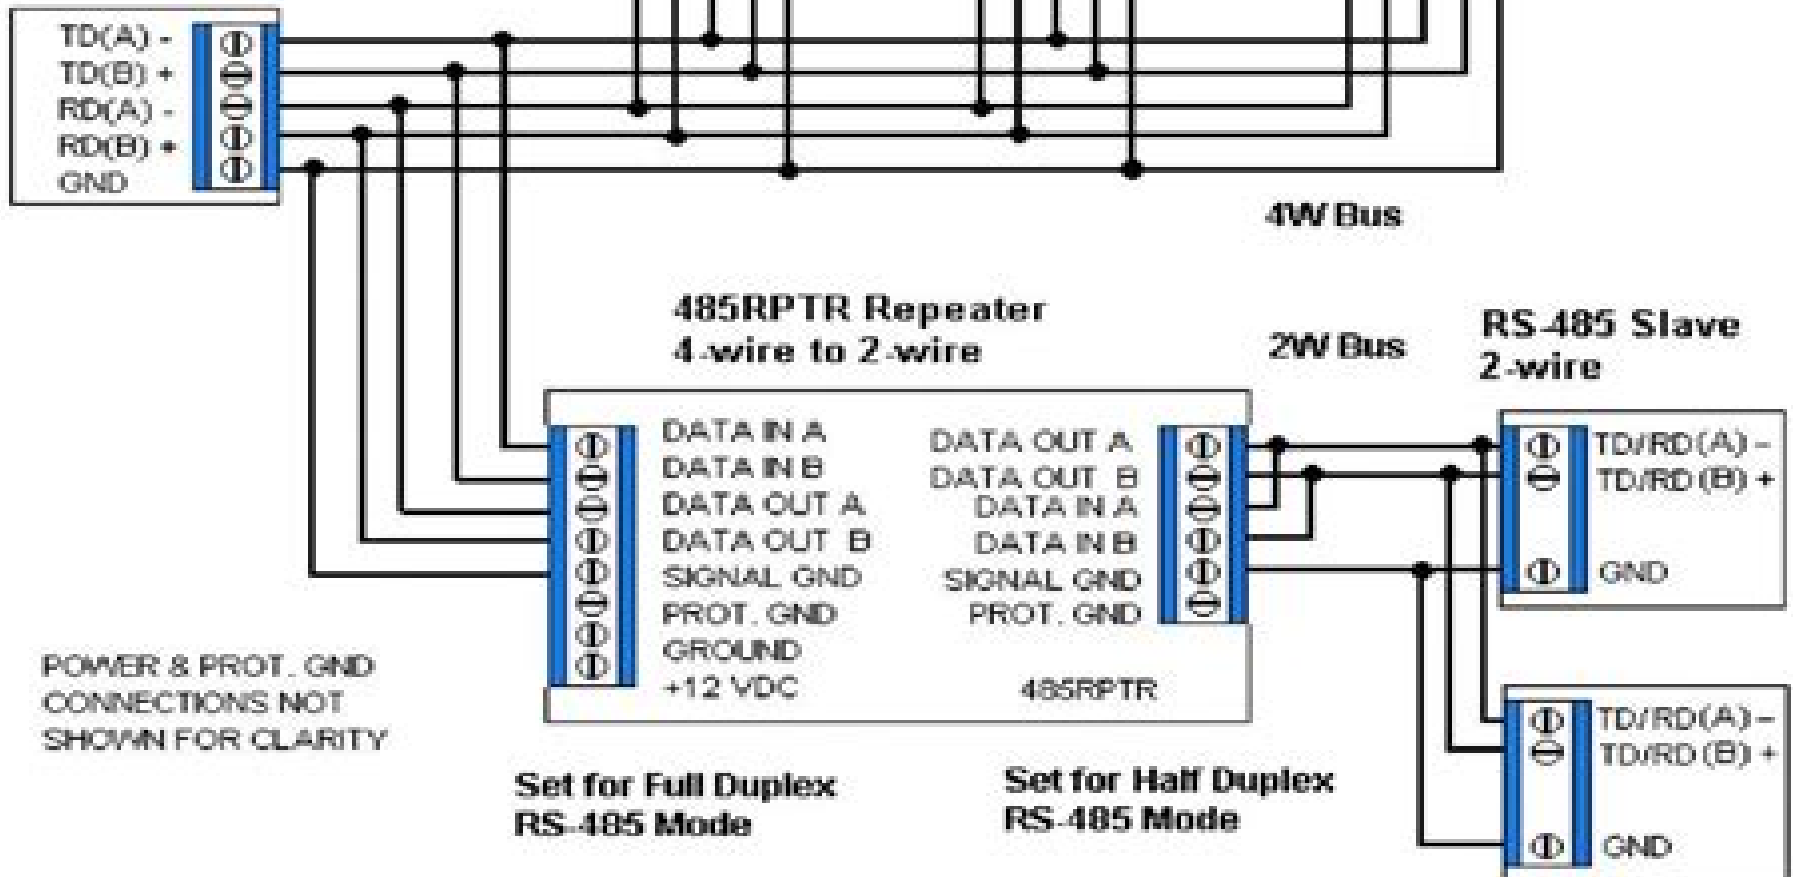 TD(A) -
TD(B) +
RD(A) -
RD(B) +
GND
4W Bus
485RPTR Repeater
4-wire to 2-wire
2W Bus
RS-485 Slave
2-wire
DATA IN A
DATA IN B
DATA OUT A
DATA OUT B
SIGNAL GND
PROT. GND
GROUND
+12 VDC
DATA OUT A
DATA OUT B
DATA IN A
DATA IN B
SIGNAL GND
PROT. GND
485RPTR
TD/RD(A) -
TD/RD(B) +
GND
TD/RD(A) -
TD/RD(B) +
GND
POWER & PROT. GND
CONNECTIONS NOT
SHOWN FOR CLARITY
Set for Full Duplex
RS-485 Mode
Set for Half Duplex
RS-485 Mode